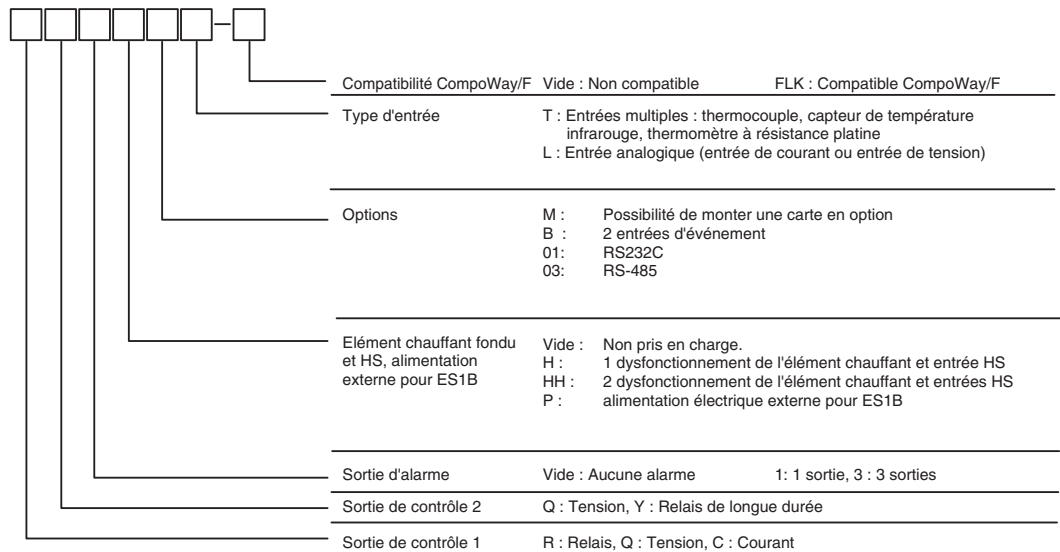 Compatibilité CompoWay/F Vide : Non compatible FLK : Compatible CompoWay/F
Type d'entrée T : Entrées multiples : thermocouple, capteur de température
infrarouge, thermomètre à résistance platine
L : Entrée analogique (entrée de courant ou entrée de tension)
Options M : Possibilité de monter une carte en option
B : 2 entrées d'événement
01: RS232C
03: RS-485
Elément chauffant fondu Vide : Non pris en charge.
et HS, alimentation H : 1 dysfonctionnement de l'élément chauffant et entrée HS
externe pour ES1B HH : 2 dysfonctionnement de l'élément chauffant et entrées HS
P : alimentation électrique externe pour ES1B
Sortie d'alarme Vide : Aucune alarme 1: 1 sortie, 3 : 3 sorties
Sortie de contrôle 2 Q : Tension, Y : Relais de longue durée
Sortie de contrôle 1 R : Relais, Q : Tension, C : Courant